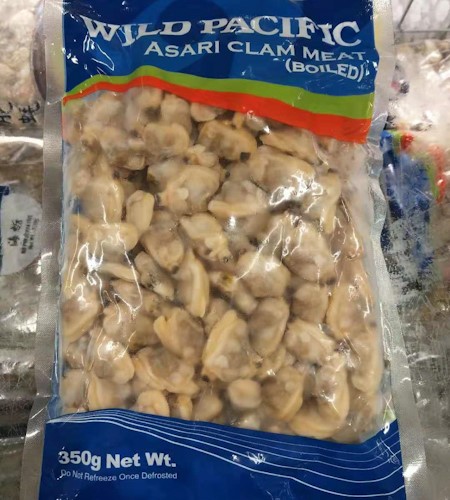 WILD PACIFIC
ASARI CLAM MEAT
(BOILED)
350g Net Wt.
Do Not Refreeze Once Defrosted